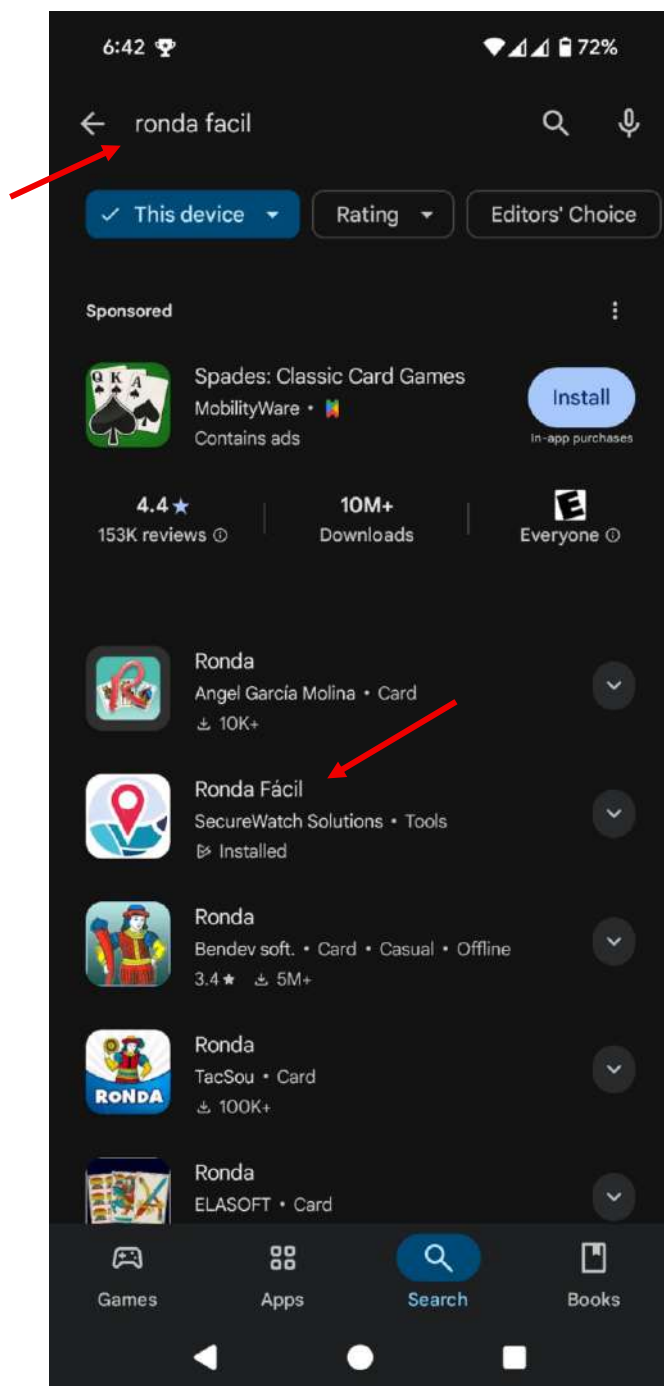 6:42
72%
ronda facil
This device
Rating
Editors' Choice
Sponsored
Q K A
Spades: Classic Card Games
MobilityWare •
Contains ads
Install
In-app purchases
4.4 ★
153K reviews
10M+
Downloads
E
Everyone
R
Ronda
Angel García Molina • Card
10K+
Ronda Fácil
SecureWatch Solutions • Tools
Installed
Ronda
Bendev soft. • Card • Casual • Offline
3.4 ★ 5M+
RONDA
Ronda
TacSou • Card
100K+
Ronda
ELASOFT • Card
Games
Apps
Search
Books